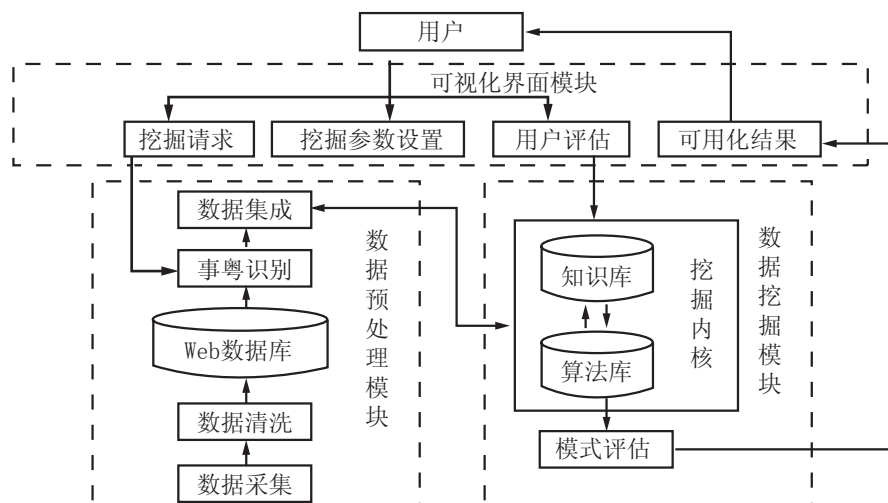 用户
可视化界面模块
挖掘请求
挖掘参数设置
用户评估
可用化结果
数据集成
事粤识别
Web数据库
数据清洗
数据采集
数据预处理模块
知识库
算法库
挖掘内核
模式评估
数据挖掘模块